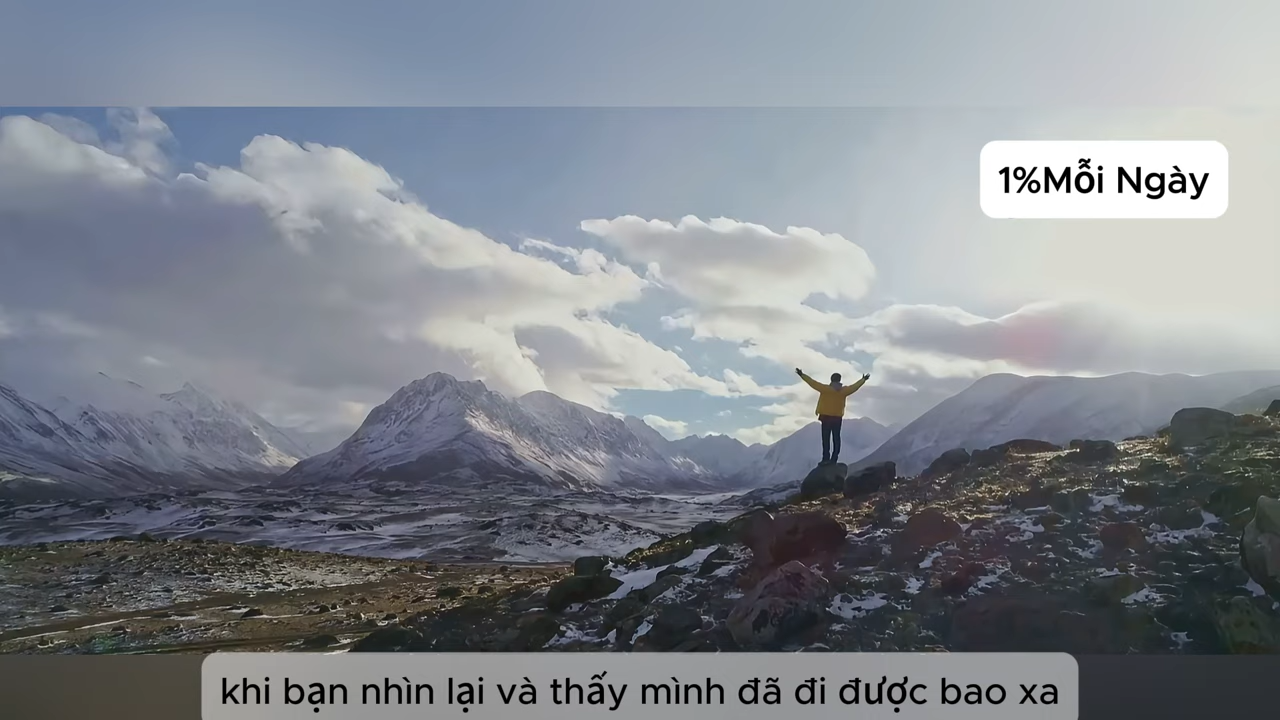 1%Mỗi Ngày
khi bạn nhìn lại và thấy mình đã đi được bao xa